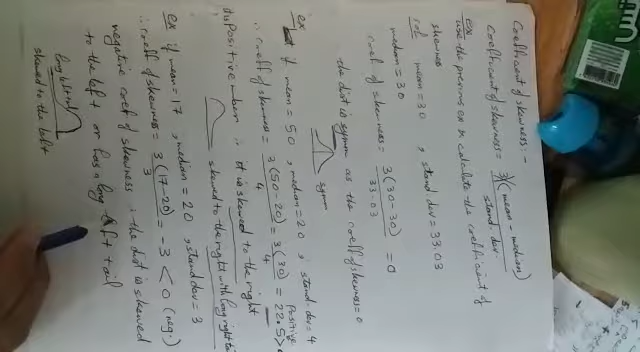 Coefficient of skewness:-
Coefficient of skewness = 3(mean - median) / stand. dev
ex: use the previous ex to calculate the coefficient of
skewness
sol: mean = 30 , stand dev = 33.03
median = 30
coef of skewness = 3(30-30) / 33.03 = 0
the dist is symm as the coeff of skewness = 0
symm
ex if mean = 50 , median = 20 , stand dev = 4
∴ coeff of skewness = 3(50-20) / 4 = 3(30) / 4 = 22.5 > 0
Positive
Positive number ∴ it is skewed to the right
skewed to the right with long right
ex if mean = 17 , median = 20 , stand dev = 3
∴ coeff of skewness = 3(17-20) / 3 = -3 < 0 (neg.)
negative coef of skewness ∴ the dist is skewed
to the left or has a long left tail
long left tail
skewed to the left